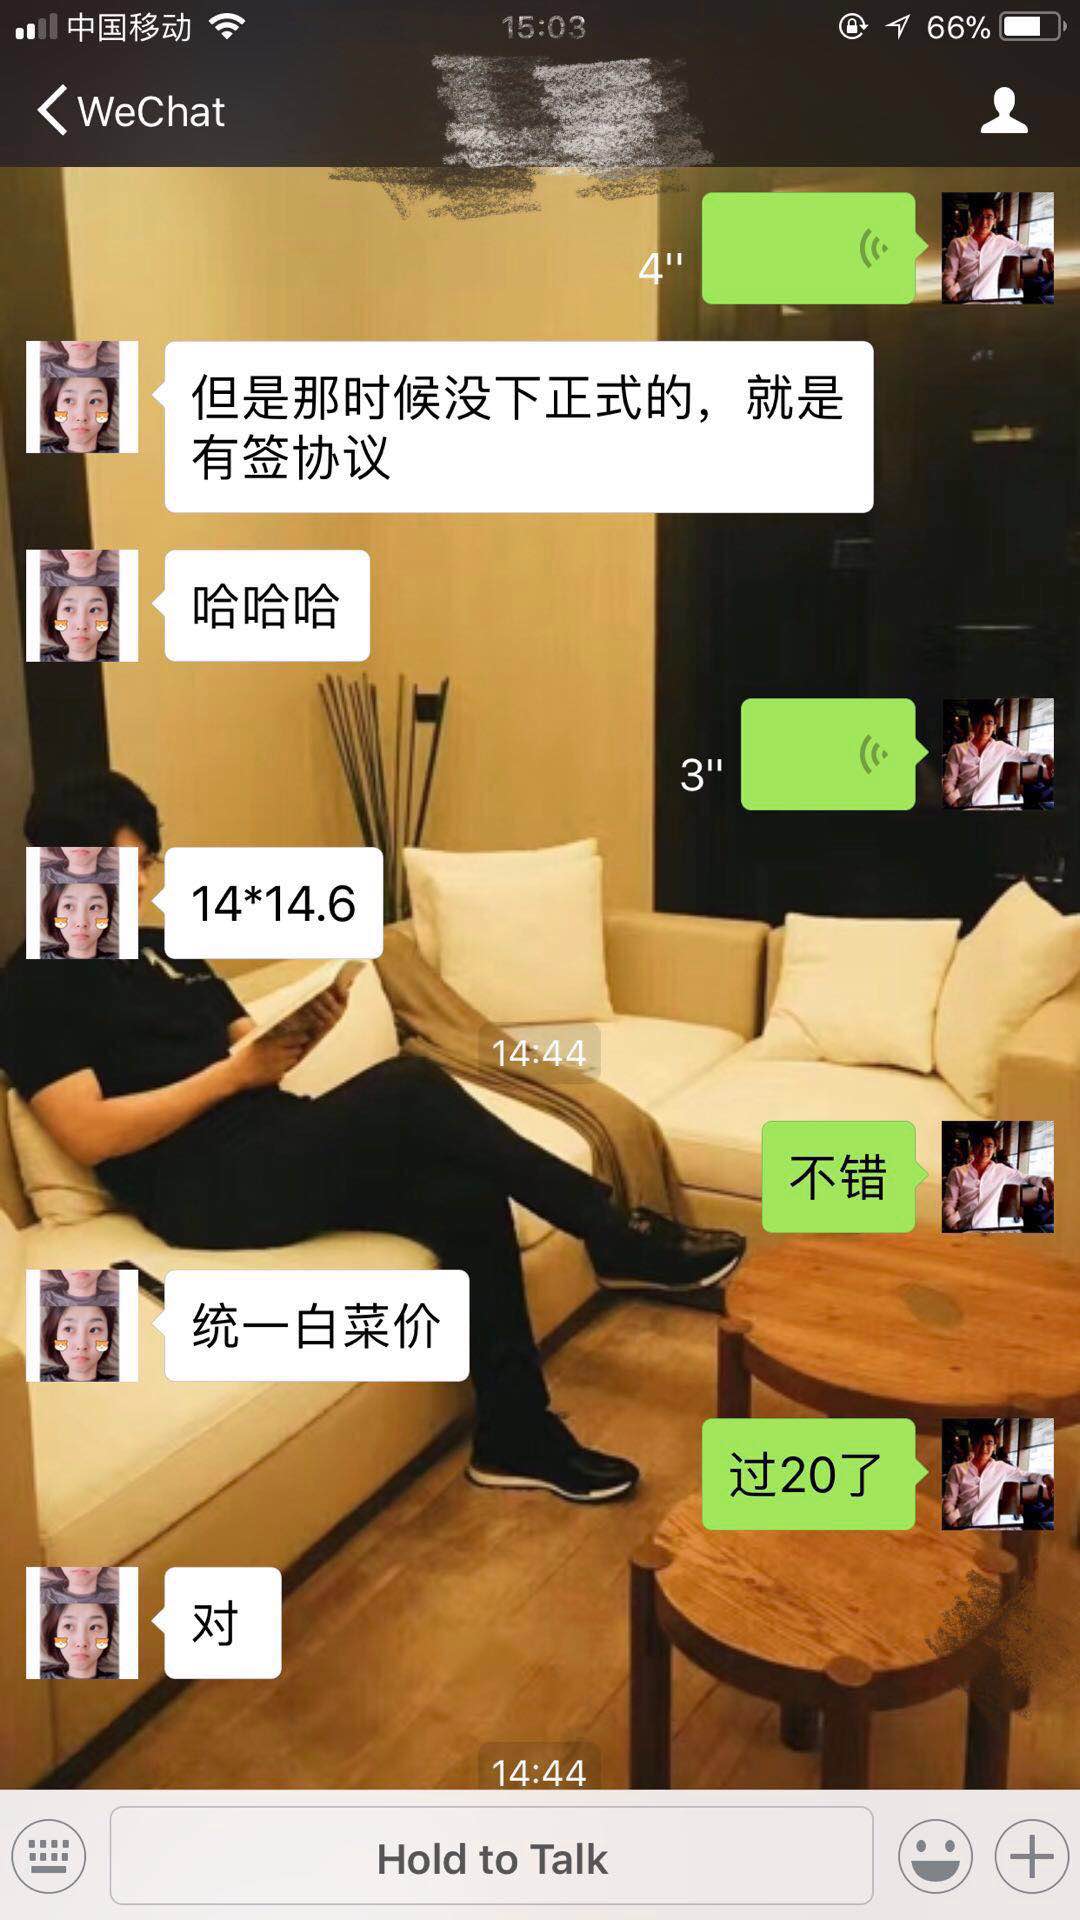 中国移动 15:03 66%
WeChat
4''
但是那时候没下正式的，就是
有签协议
哈哈哈
3''
14*14.6
14:44
不错
统一白菜价
过20了
对
14:44
Hold to Talk